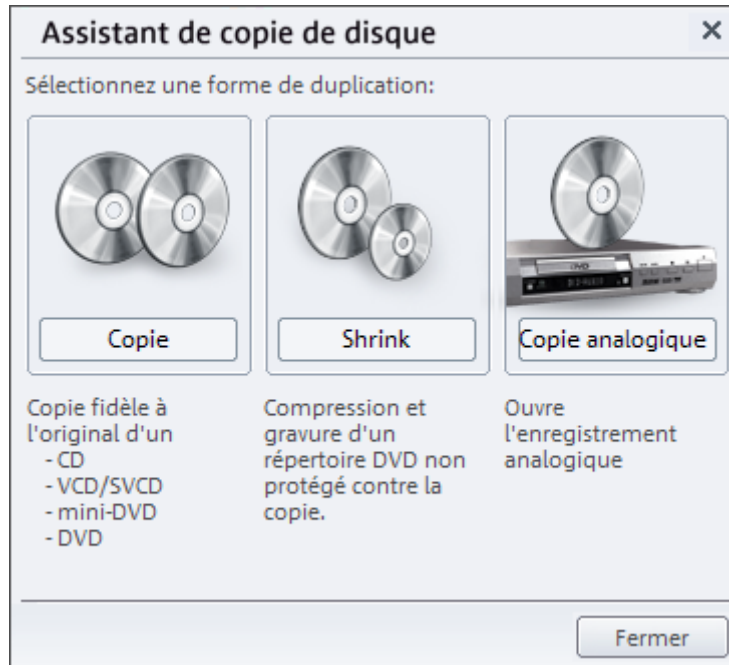 Assistant de copie de disque
Sélectionnez une forme de duplication:
Copie
Shrink
Copie analogique
Copie fidèle à
l'original d'un
- CD
- VCD/SVCD
- mini-DVD
- DVD
Compression et
gravure d'un
répertoire DVD non
protégé contre la
copie.
Ouvre
l'enregistrement
analogique
Fermer